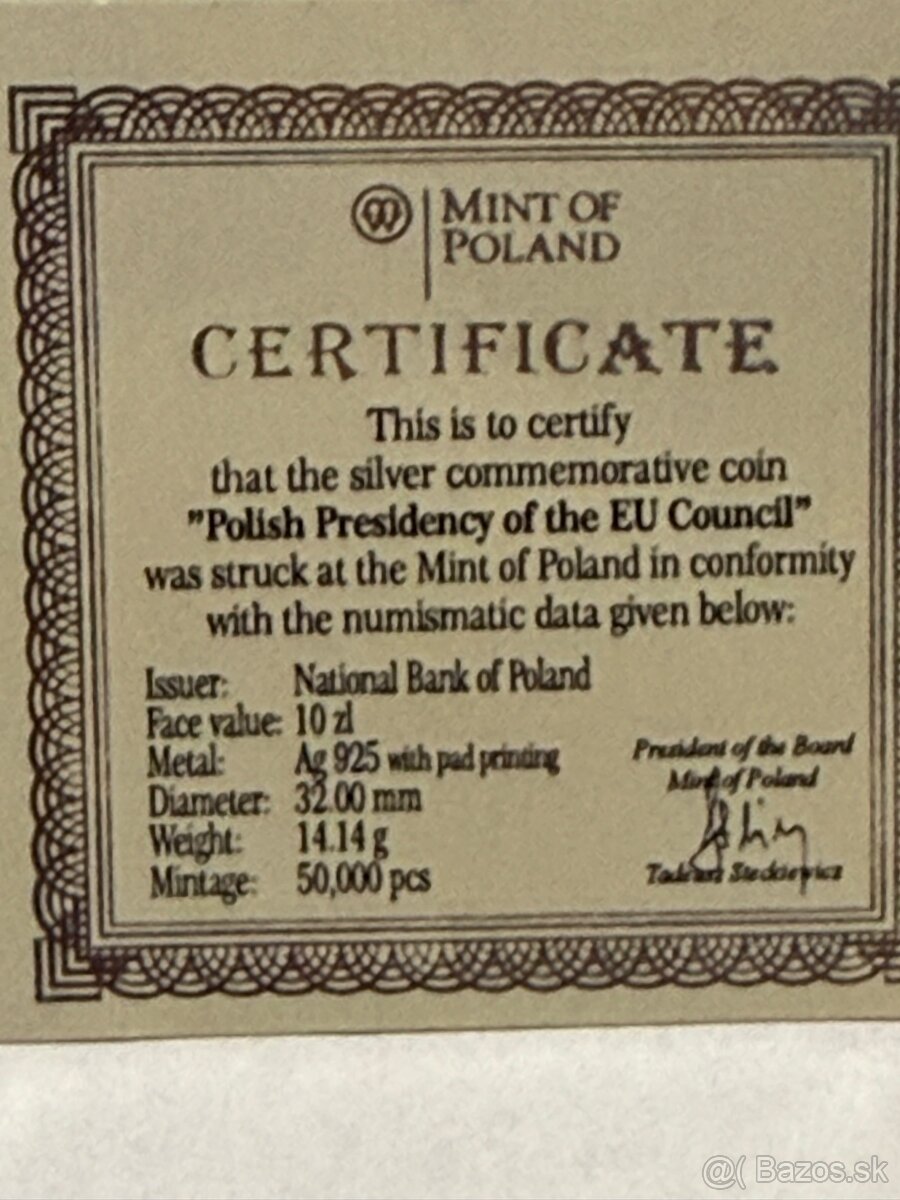 MINT OF
POLAND
CERTIFICATE
This is to certify
that the silver commemorative coin
"Polish Presidency of the EU Council"
was struck at the Mint of Poland in conformity
with the numismatic data given below:
Issuer: National Bank of Poland
Face value: 10 zl
Metal: Ag 925 with pad printing
Diameter: 32.00 mm
Weight: 14.14 g
Mintage: 50,000 pcs
President of the Board
Mint of Poland
Tadeusz Steckiewicz
@( Bazos.sk